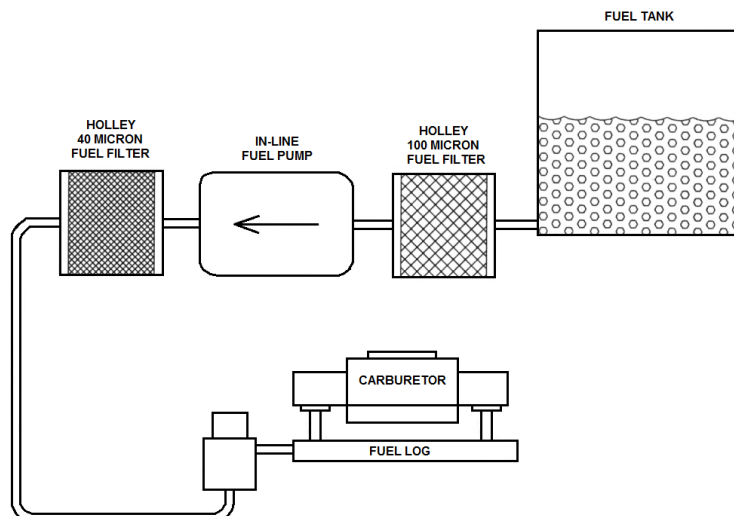 FUEL TANK
HOLLEY
40 MICRON
FUEL FILTER
IN-LINE
FUEL PUMP
HOLLEY
100 MICRON
FUEL FILTER
CARBURETOR
FUEL LOG